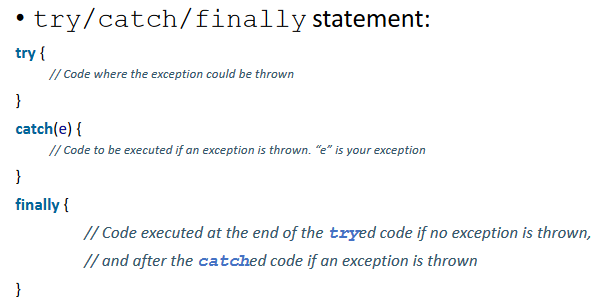 • try/catch/finally statement:
try {
// Code where the exception could be thrown
}
catch(e) {
// Code to be executed if an exception is thrown. “e” is your exception
}
finally {
// Code executed at the end of the tryed code if no exception is thrown,
// and after the catched code if an exception is thrown
}